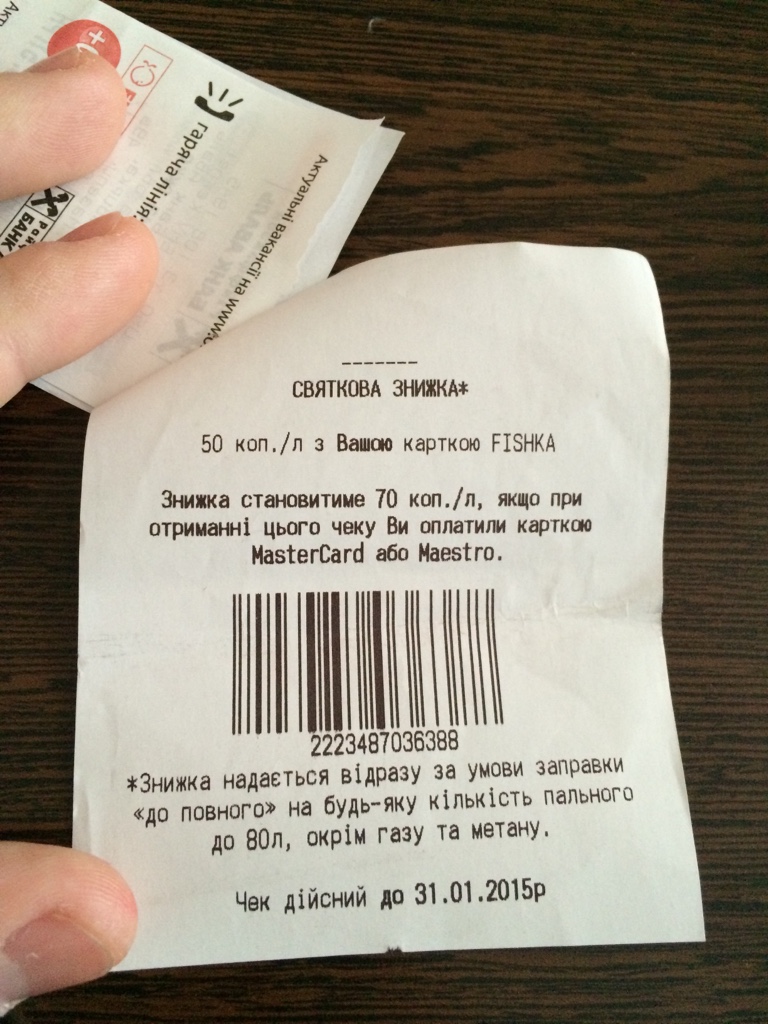 гаряча лінія
Актуальні вакансії на www.
БАНК
-------
СВЯТКОВА ЗНИЖКА*
50 коп./л з Вашою карткою FISHKA
Знижка становитиме 70 коп./л, якщо при
отриманні цього чеку Ви оплатили карткою
MasterCard або Maestro.
2223487036388
*Знижка надається відразу за умови заправки
«до повного» на будь-яку кількість пального
до 80л, окрім газу та метану.
Чек дійсний до 31.01.2015р